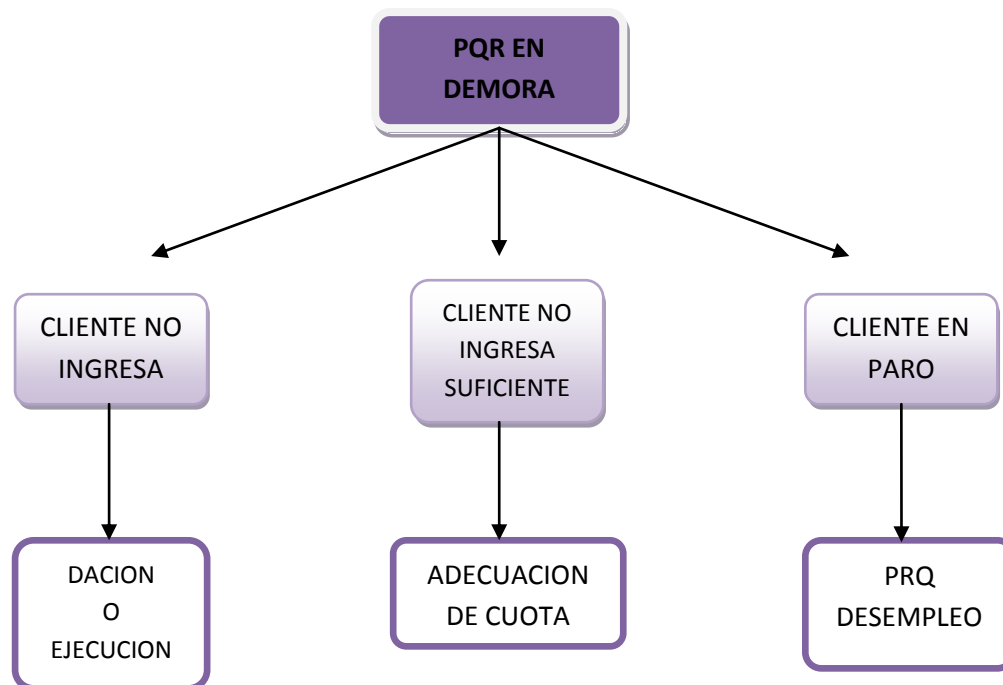 PQR EN
DEMORA
CLIENTE NO
INGRESA
CLIENTE NO
INGRESA
SUFICIENTE
CLIENTE EN
PARO
DACION
O
EJECUCION
ADECUACION
DE CUOTA
PRQ
DESEMPLEO